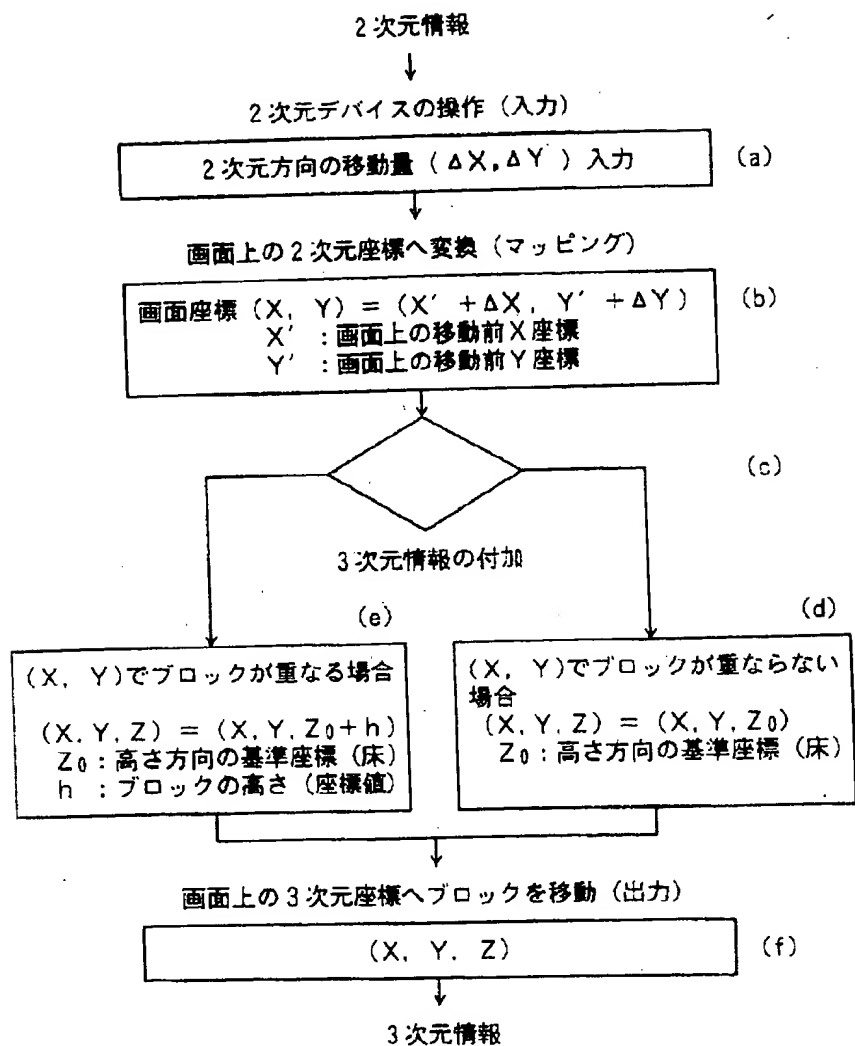 2次元情報
2次元デバイスの操作（入力）
2次元方向の移動量（ΔX,ΔY）入力
(a)
画面上の2次元座標へ変換（マッピング）
画面座標（X, Y）＝（X′＋ΔX, Y′＋ΔY）
X′：画面上の移動前X座標
Y′：画面上の移動前Y座標
(b)
(c)
3次元情報の付加
(e)
(d)
(X, Y)でブロックが重なる場合
(X, Y, Z)＝(X, Y, Z₀＋h)
Z₀：高さ方向の基準座標（床）
h ：ブロックの高さ（座標値）
(X, Y)でブロックが重ならない
場合
(X, Y, Z)＝(X, Y, Z₀)
Z₀：高さ方向の基準座標（床）
画面上の3次元座標へブロックを移動（出力）
(X, Y, Z)
(f)
3次元情報